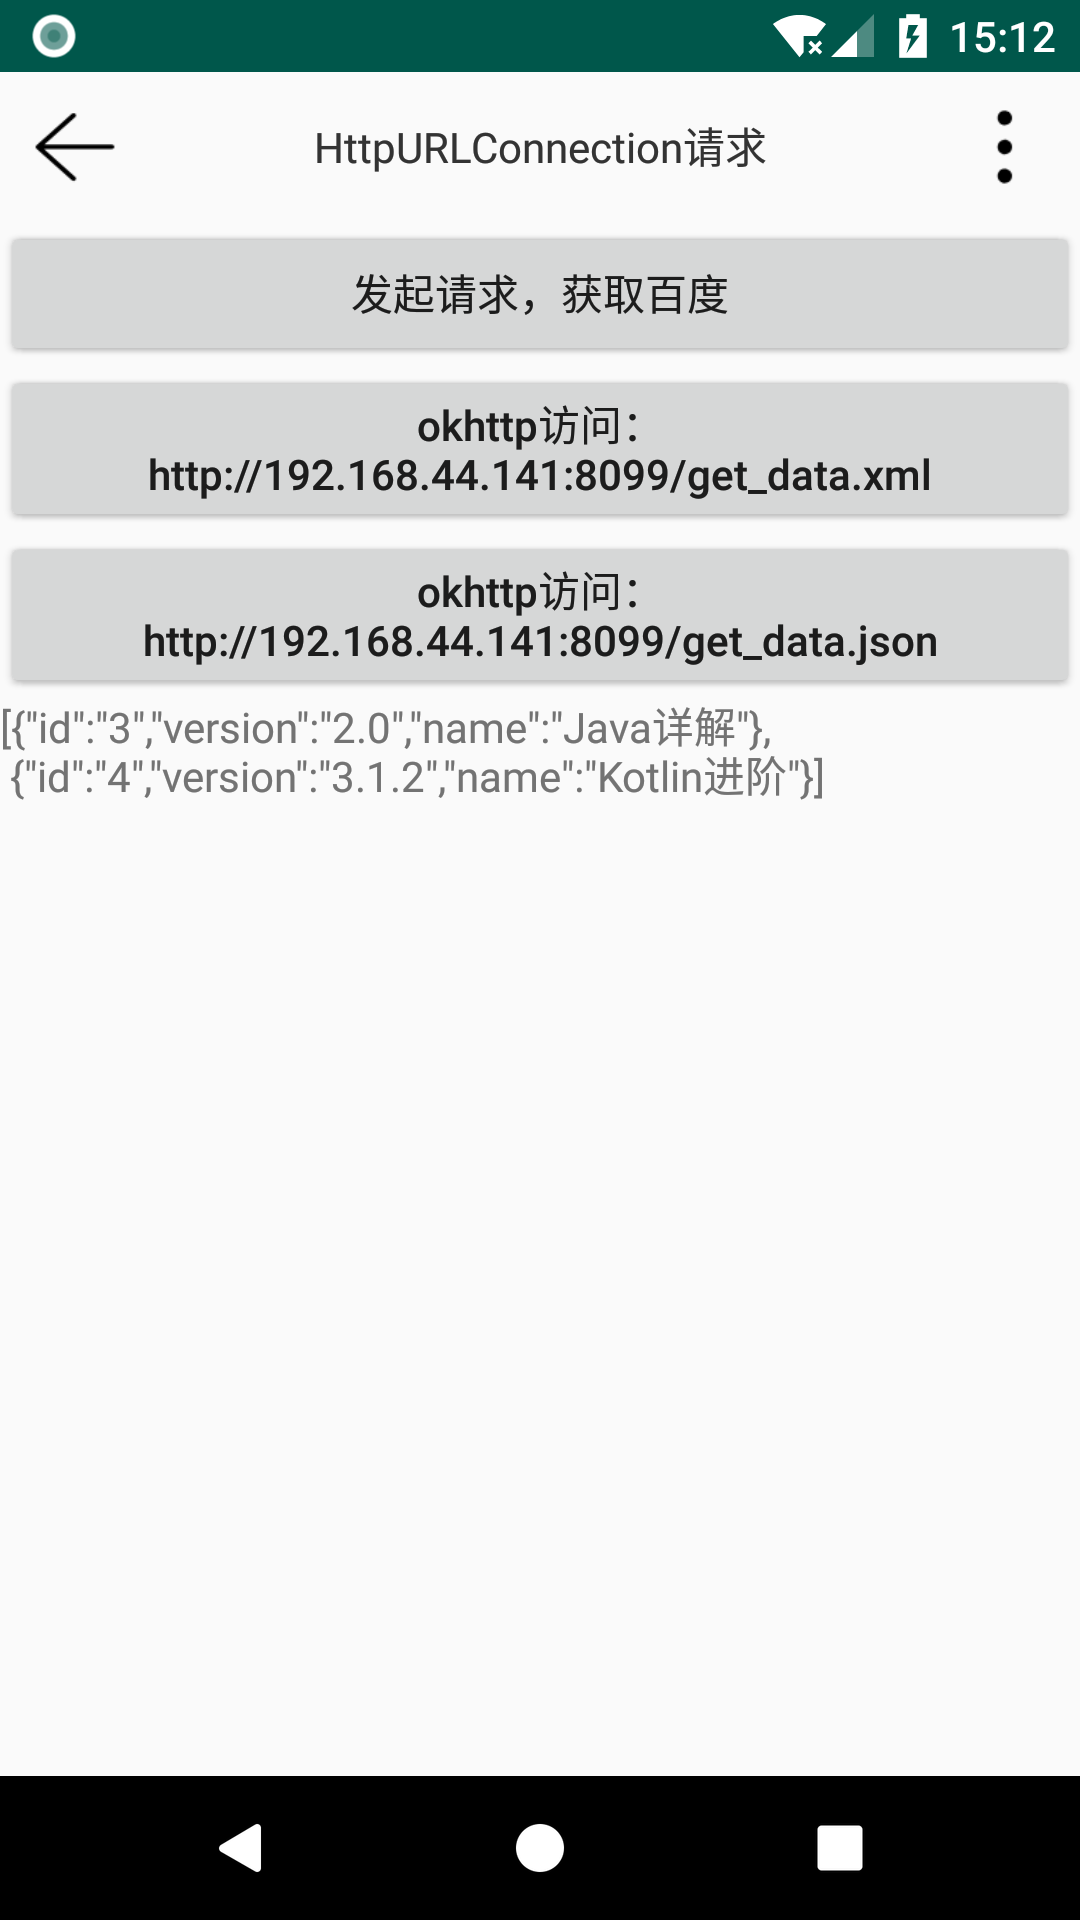 15:12
HttpURLConnection请求
发起请求，获取百度
okhttp访问：
http://192.168.44.141:8099/get_data.xml
okhttp访问：
http://192.168.44.141:8099/get_data.json
[{"id":"3","version":"2.0","name":"Java详解"},
{"id":"4","version":"3.1.2","name":"Kotlin进阶"}]